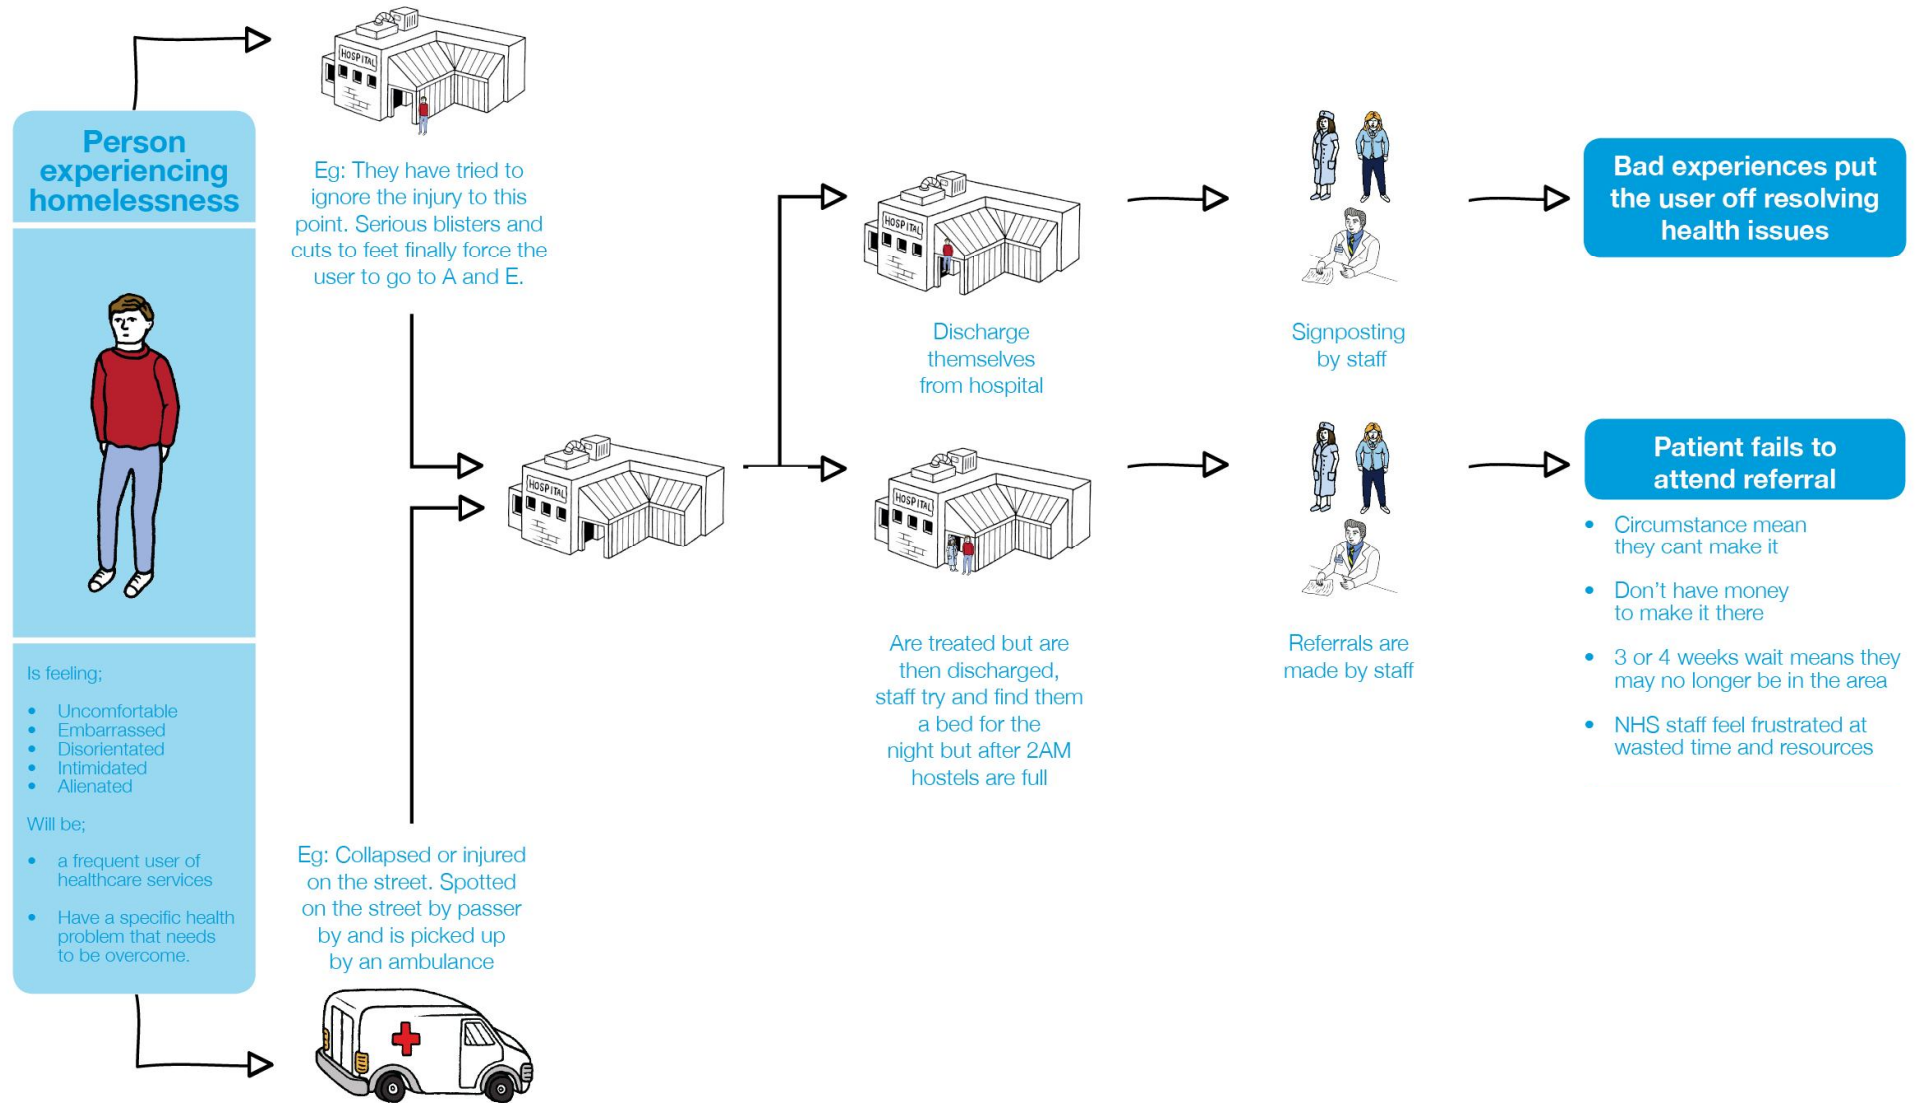 Person
experiencing
homelessness
Is feeling;
• Uncomfortable
• Embarrassed
• Disorientated
• Intimidated
• Alienated
Will be;
• a frequent user of
healthcare services
• Have a specific health
problem that needs
to be overcome.
HOSPITAL
Eg: They have tried to
ignore the injury to this
point. Serious blisters and
cuts to feet finally force the
user to go to A and E.
Eg: Collapsed or injured
on the street. Spotted
on the street by passer
by and is picked up
by an ambulance
HOSPITAL
HOSPITAL
Discharge
themselves
from hospital
HOSPITAL
Are treated but are
then discharged,
staff try and find them
a bed for the
night but after 2AM
hostels are full
Signposting
by staff
Referrals are
made by staff
Bad experiences put
the user off resolving
health issues
Patient fails to
attend referral
• Circumstance mean
they cant make it
• Don't have money
to make it there
• 3 or 4 weeks wait means they
may no longer be in the area
• NHS staff feel frustrated at
wasted time and resources